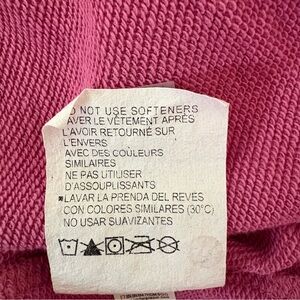 DO NOT USE SOFTENERS
LAVER LE VÊTEMENT APRÈS
L'AVOIR RETOURNÉ SUR
L'ENVERS
AVEC DES COULEURS
SIMILAIRES
NE PAS UTILISER
D'ASSOUPLISSANTS
*LAVAR LA PRENDA DEL REVÉS
CON COLORES SIMILARES (30°C)
NO USAR SUAVIZANTES